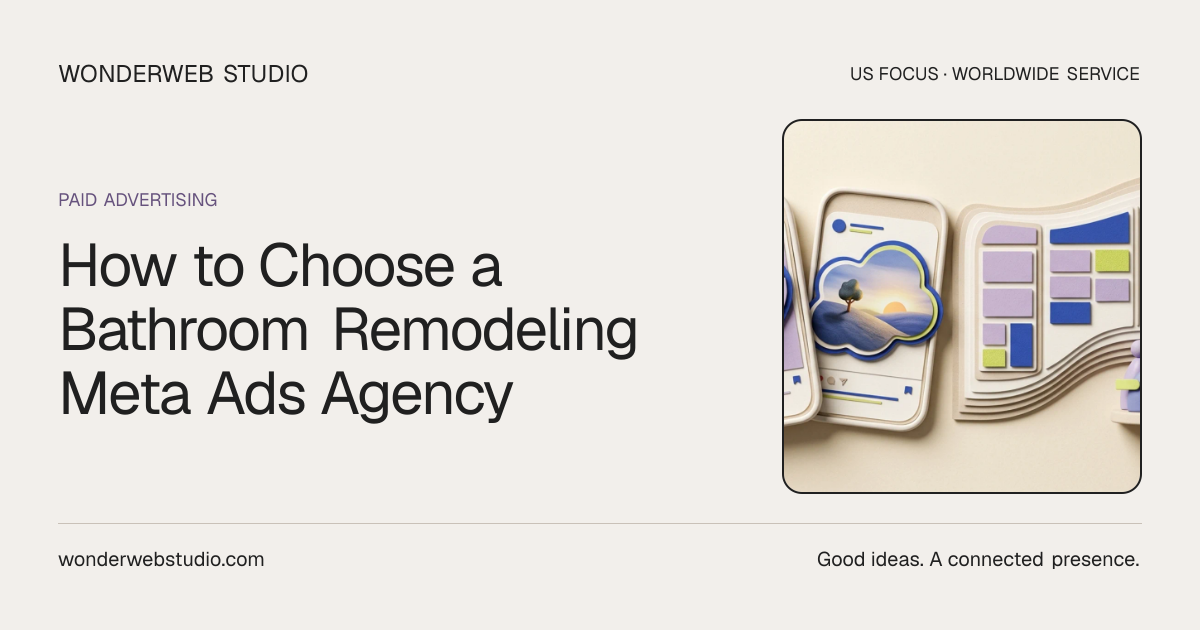 WONDERWEB STUDIO
US FOCUS · WORLDWIDE SERVICE
PAID ADVERTISING
How to Choose a
Bathroom Remodeling
Meta Ads Agency
wonderwebstudio.com
Good ideas. A connected presence.